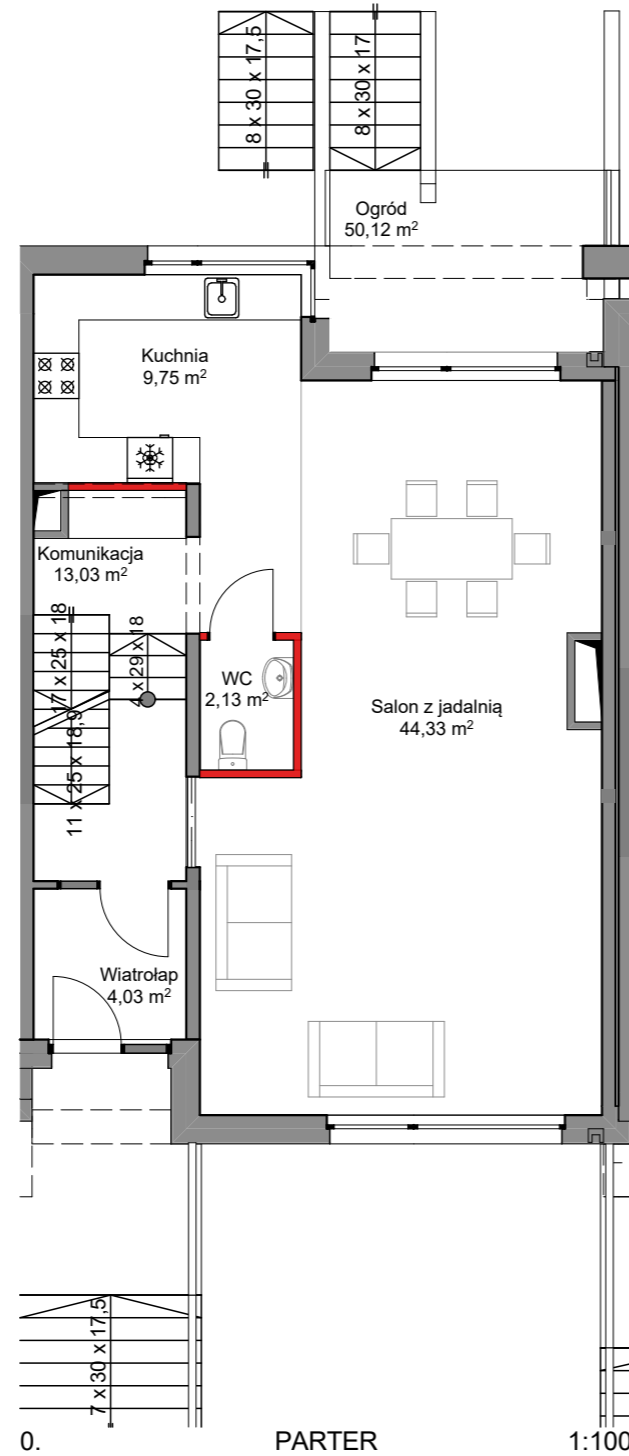 8 x 30 x 17,5
8 x 30 x 17
Ogród
50,12 m²
Kuchnia
9,75 m²
Komunikacja
13,03 m²
17 x 25 x 18
4 x 29 x 18
11 x 25 x 18,9
WC
2,13 m²
Salon z jadalnią
44,33 m²
Wiatrołap
4,03 m²
7 x 30 x 17,5
0. PARTER 1:100